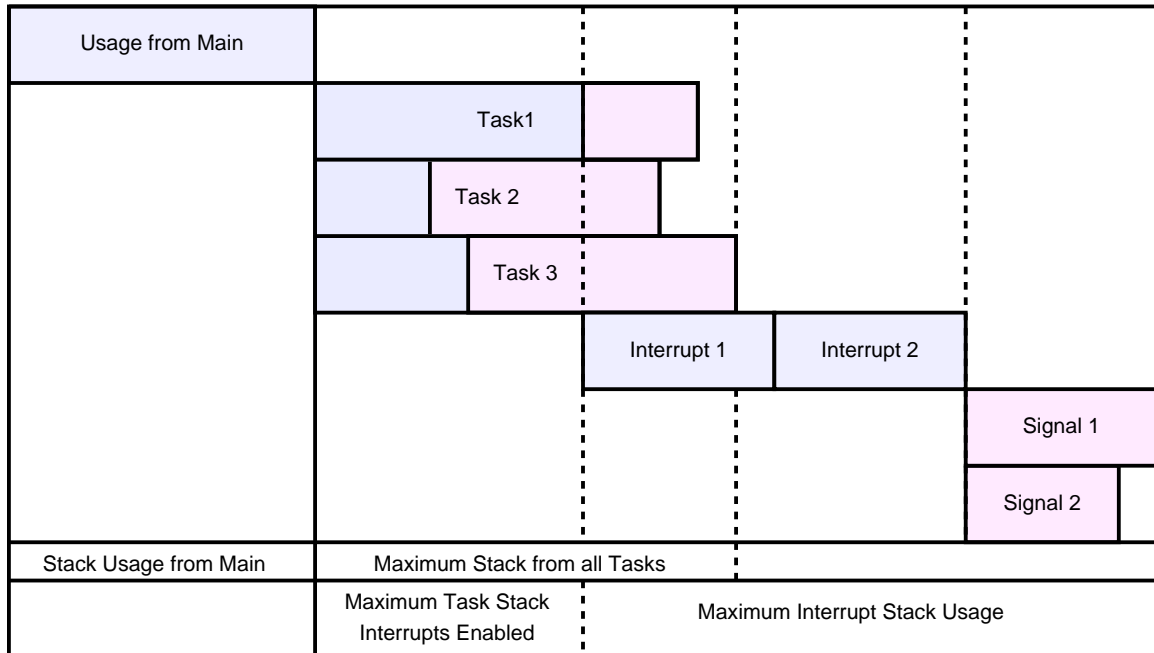 Usage from Main
Task1
Task 2
Task 3
Interrupt 1
Interrupt 2
Signal 1
Signal 2
Stack Usage from Main
Maximum Stack from all Tasks
Maximum Task Stack
Interrupts Enabled
Maximum Interrupt Stack Usage